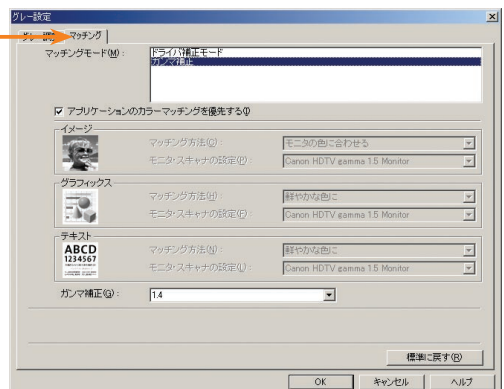 グレー設定
グレー調整 マッチング
マッチングモード(M):
ドライバ補正モード
ガンマ補正
アプリケーションのカラーマッチングを優先する(I)
イメージ
マッチング方法(C): モニタの色に合わせる
モニタ・スキャナの設定(P): Canon HDTV gamma 1.5 Monitor
グラフィックス
マッチング方法(H): 鮮やかな色に
モニタ・スキャナの設定(E): Canon HDTV gamma 1.5 Monitor
テキスト
ABCD
1234567
マッチング方法(N): 鮮やかな色に
モニタ・スキャナの設定(L): Canon HDTV gamma 1.5 Monitor
ガンマ補正(G): 1.4
標準に戻す(R)
OK キャンセル ヘルプ